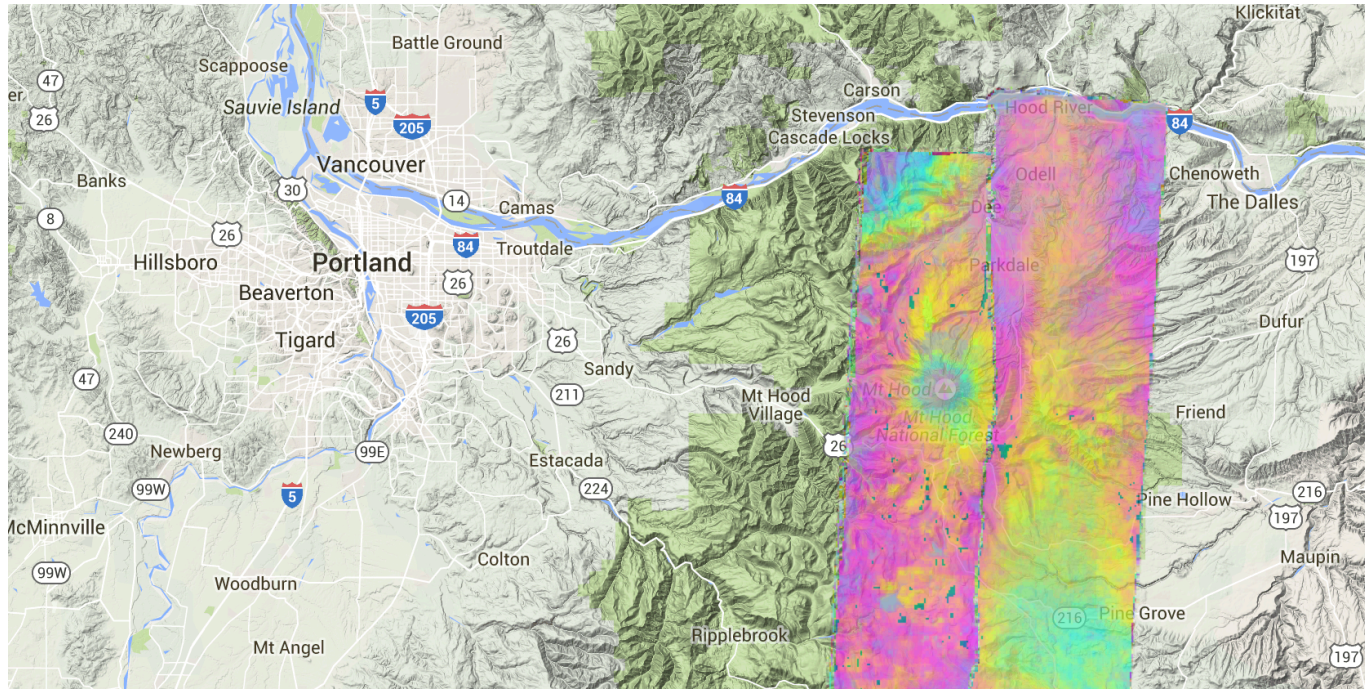 Klickitat
Battle Ground
Scappoose
47
er
26
Sauvie Island
5
205
Carson
Stevenson
Cascade Locks
Hood River
84
Vancouver
Banks
30
14
Camas
84
Odell
Dee
Chenoweth
The Dalles
8
26
84
Troutdale
Hillsboro
Portland
26
Parkdale
197
Beaverton
205
Tigard
26
Dufur
Sandy
47
211
Mt Hood
Village
Mt Hood
Mt Hood
National Forest
Friend
240
26
Newberg
99E
Estacada
99W
5
224
Pine Hollow
216
197
McMinnville
Colton
Maupin
99W
Woodburn
216
Pine Grove
Mt Angel
Ripplebrook
197